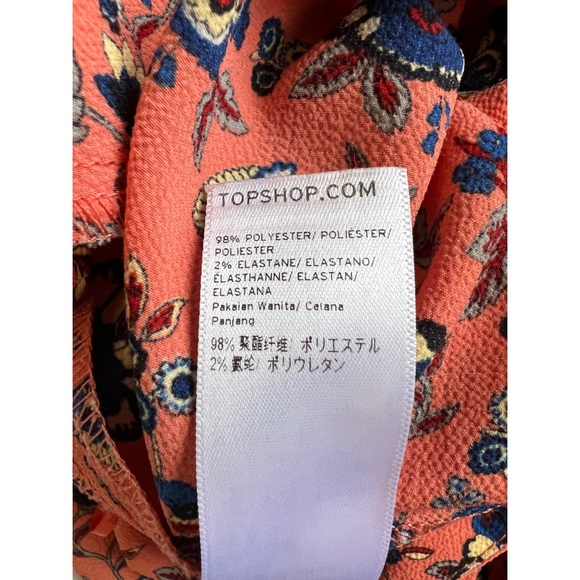 TOPSHOP.COM
98% POLYESTER/ POLIÉSTER/
POLIESTER
2% ELASTANE/ ELASTANO/
ÉLASTHANNE/ ELASTAN/
ELASTANA
Pakaian Wanita/ Celana
Panjang
98% 聚酯纤维/ ポリエステル
2% 氨纶/ ポリウレタン